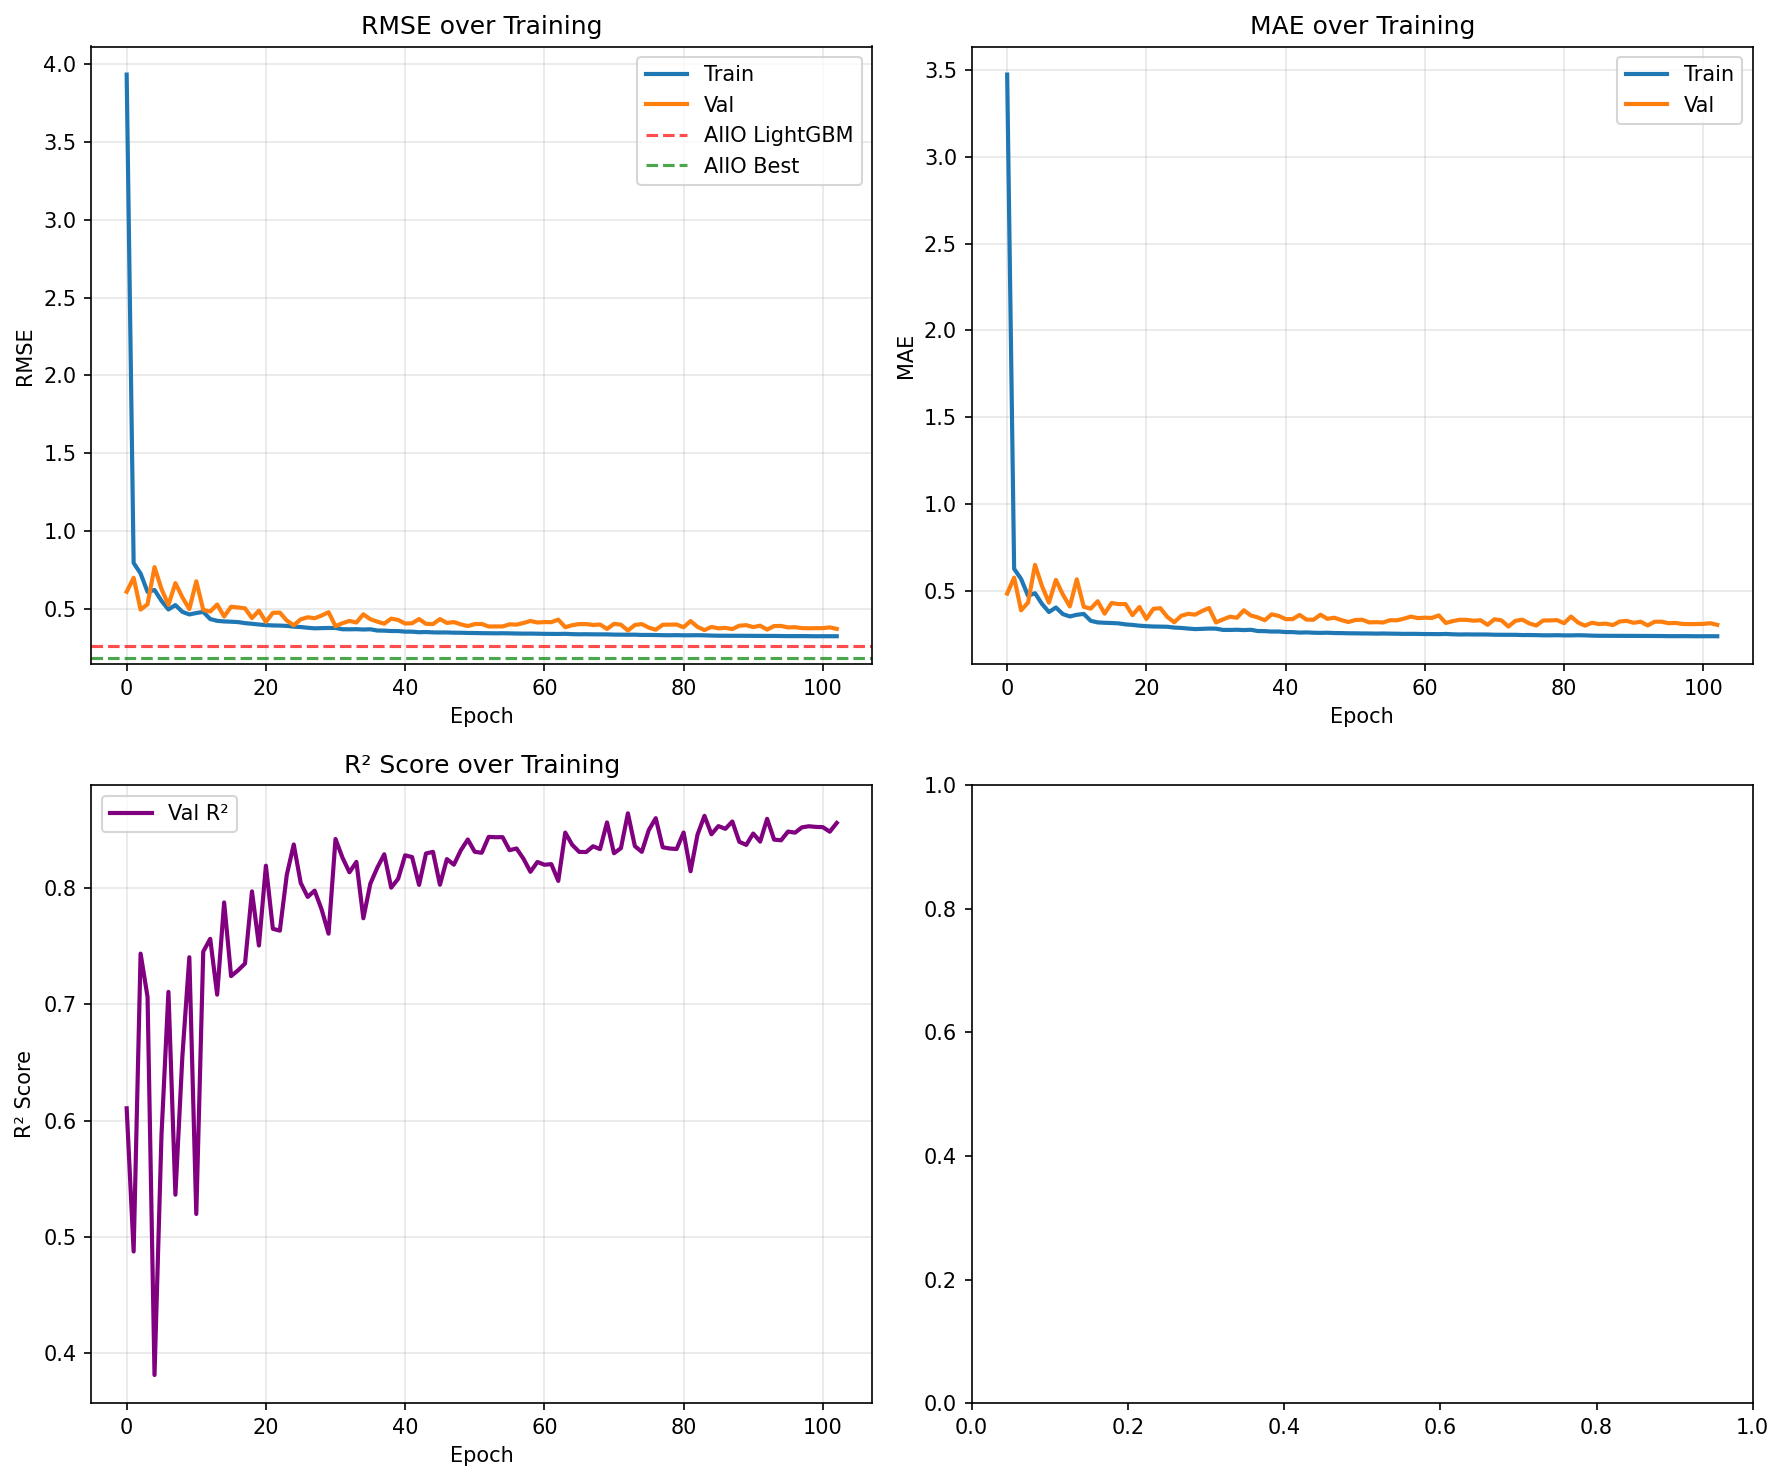 RMSE over Training
4.0
3.5
3.0
2.5
2.0
1.5
1.0
0.5
RMSE
Train
Val
AIIO LightGBM
AIIO Best
0 20 40 60 80 100
Epoch
MAE over Training
3.5
3.0
2.5
2.0
1.5
1.0
0.5
MAE
Train
Val
0 20 40 60 80 100
Epoch
R² Score over Training
Val R²
0.8
0.7
0.6
0.5
0.4
R² Score
0 20 40 60 80 100
Epoch
1.0
0.8
0.6
0.4
0.2
0.0
0.0 0.2 0.4 0.6 0.8 1.0